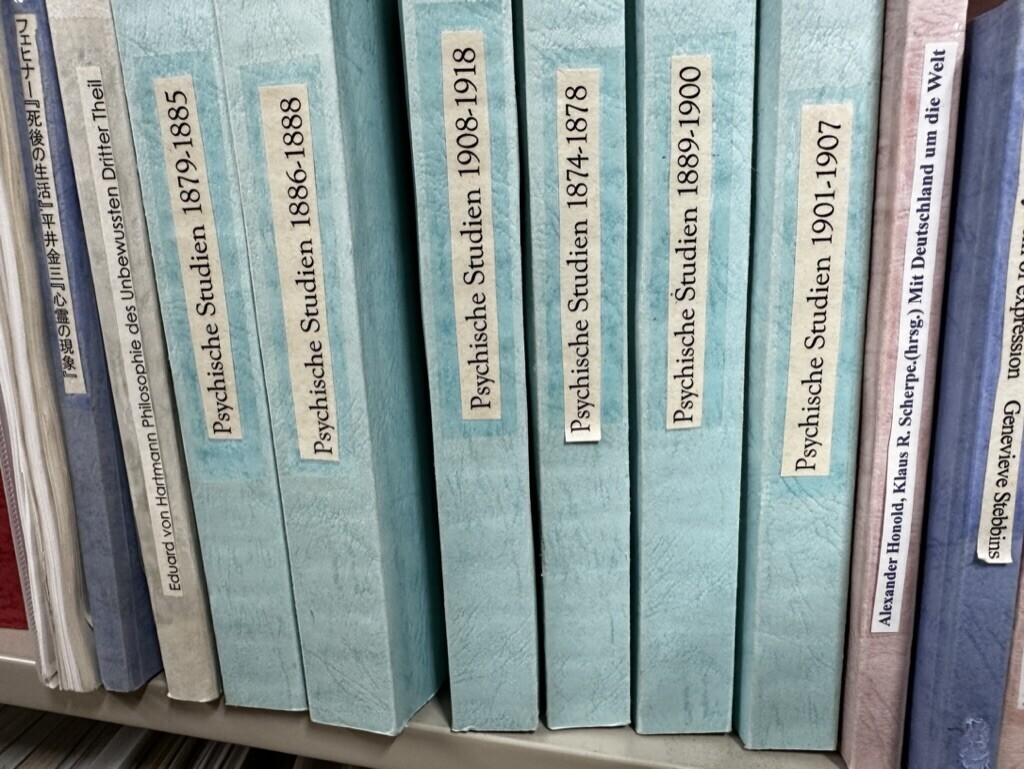 フェヒナー『死後の生活』平井金三『心霊の現象』
Eduard von Hartmann Philosophie des Unbewussten Dritter Theil
Psychische Studien 1879-1885
Psychische Studien 1886-1888
Psychische Studien 1908-1918
Psychische Studien 1874-1878
Psychische Studien 1889-1900
Psychische Studien 1901-1907
Alexander Honold, Klaus R. Scherpe.(hrsg.) Mit Deutschland um die Welt
of expression Genevieve Stebbins